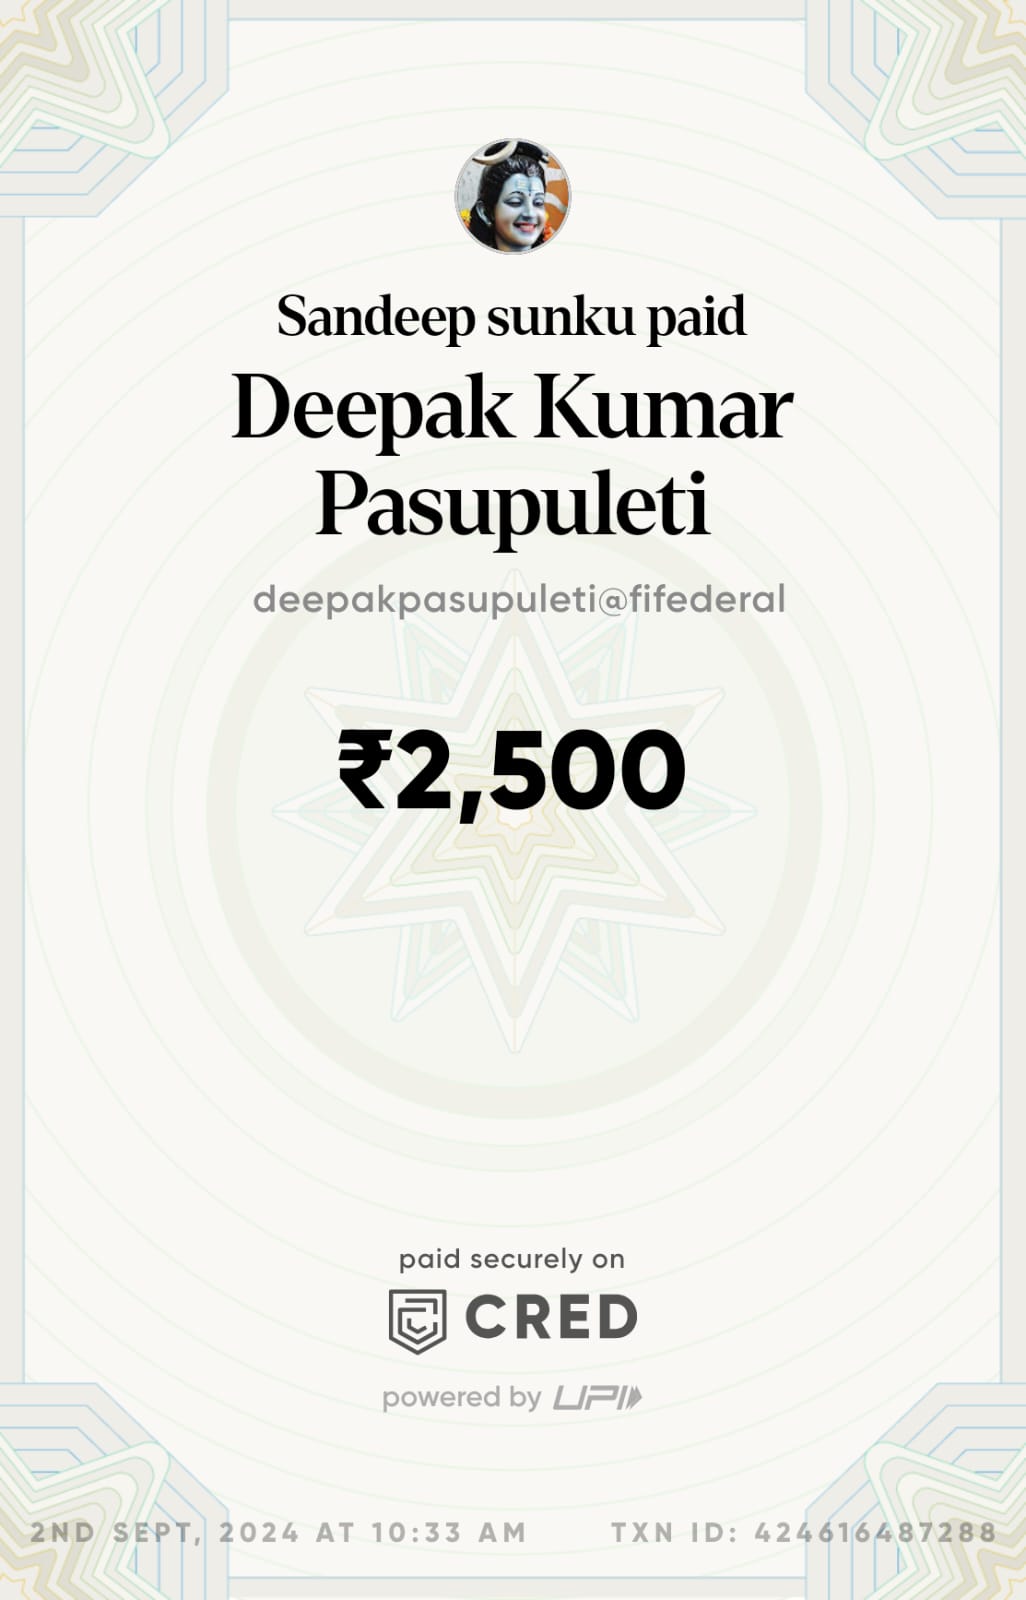 Sandeep sunku paid
Deepak Kumar
Pasupuleti
deepakpasupuleti@fifederal
₹2,500
paid securely on
CRED
powered by UPI
2ND SEPT, 2024 AT 10:33 AM TXN ID: 424616487288